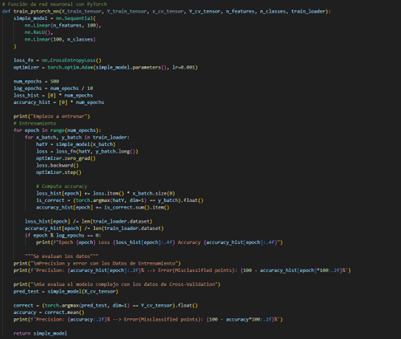 # Función de red neuronal con PyTorch
def train_pytorch_nn(X_train_tensor, Y_train_tensor, x_cv_tensor, Y_cv_tensor, n_features, n_classes, train_loader):
simple_model = nn.Sequential(
nn.Linear(n_features, 100),
nn.ReLU(),
nn.Linear(100, n_classes)
)
loss_fn = nn.CrossEntropyLoss()
optimizer = torch.optim.Adam(simple_model.parameters(), lr=0.001)
num_epochs = 500
log_epochs = num_epochs / 10
loss_hist = [0] * num_epochs
accuracy_hist = [0] * num_epochs
print("Empiezo a entrenar")
# Entrenamiento
for epoch in range(num_epochs):
for x_batch, y_batch in train_loader:
hatY = simple_model(x_batch)
loss = loss_fn(hatY, y_batch.long())
optimizer.zero_grad()
loss.backward()
optimizer.step()
# Computa accuracy
loss_hist[epoch] += loss.item() * x_batch.size(0)
is_correct = (torch.argmax(hatY, dim=1) == y_batch).float()
accuracy_hist[epoch] += is_correct.sum().item()
loss_hist[epoch] /= len(train_loader.dataset)
accuracy_hist[epoch] /= len(train_loader.dataset)
if epoch % log_epochs == 0:
print(f"Epoch {epoch} Loss {loss_hist[epoch]:.4f} Accuracy {accuracy_hist[epoch]:.4f}")
"""Se evaluan los datos"""
print("\nPrecision y error con los Datos de Entrenamiento")
print(f"Precision: {accuracy_hist[epoch]:.2f}% --> Error(Misclassified points): {100 - accuracy_hist[epoch]*100:.2f}%")
print("\nSe evalua el modelo complejo con los datos de Cross-Validation")
pred_test = simple_model(X_cv_tensor)
correct = (torch.argmax(pred_test, dim=1) == Y_cv_tensor).float()
accuracy = correct.mean()
print(f"Precision: {accuracy:.2f}% --> Error(Misclassified points): {100 - accuracy*100:.2f}%")
return simple_model